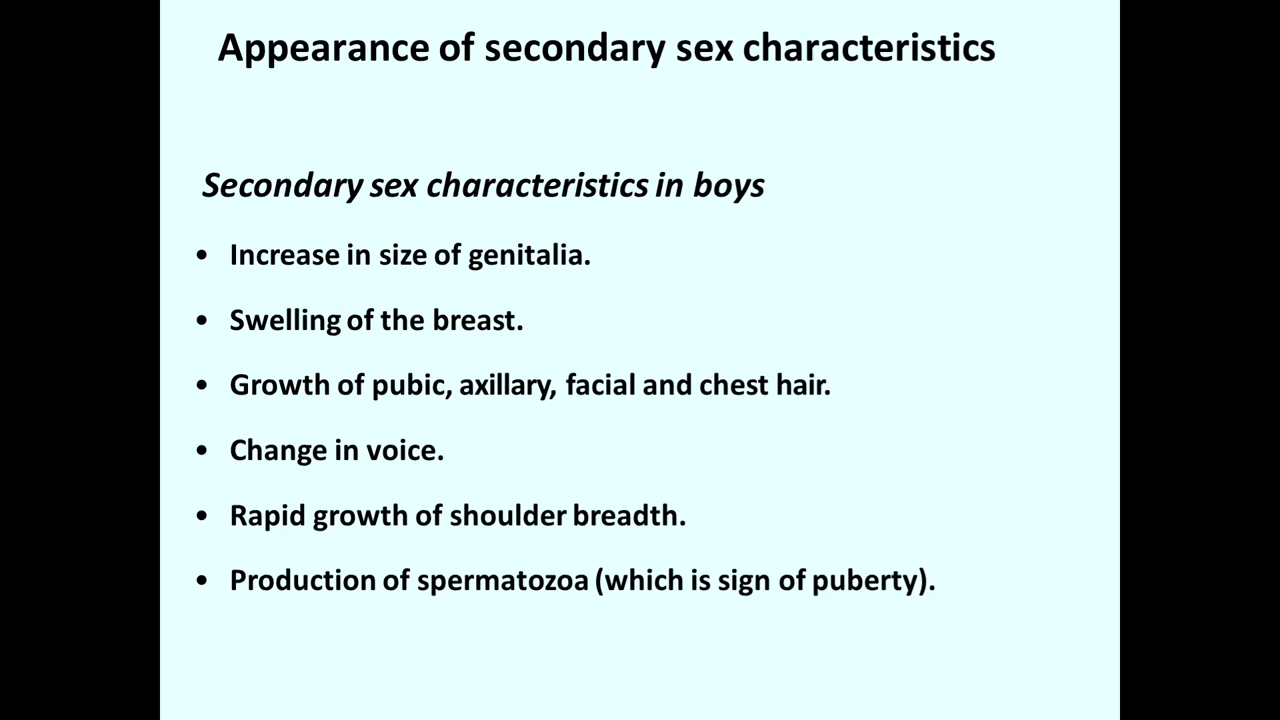 Appearance of secondary sex characteristics
Secondary sex characteristics in boys
• Increase in size of genitalia.
• Swelling of the breast.
• Growth of pubic, axillary, facial and chest hair.
• Change in voice.
• Rapid growth of shoulder breadth.
• Production of spermatozoa (which is sign of puberty).